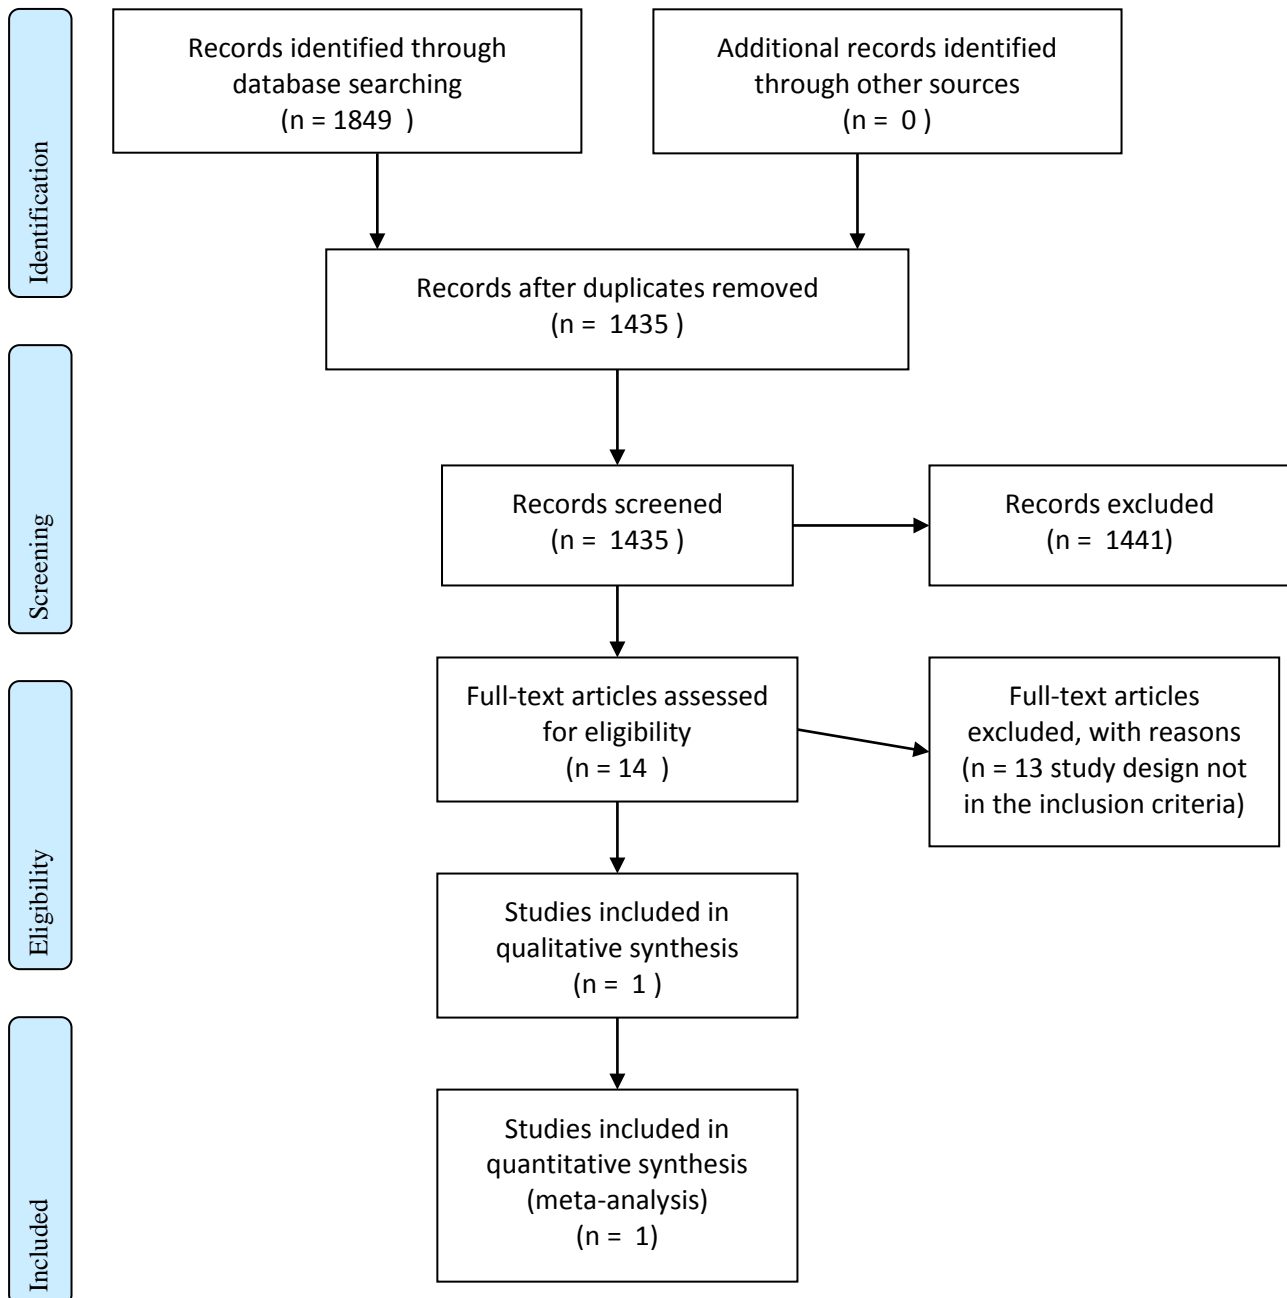 Identification
Records identified through
database searching
(n = 1849  )
Additional records identified
through other sources
(n =  0 )
Records after duplicates removed
(n =  1435 )
Screening
Records screened
(n =  1435 )
Records excluded
(n =  1441)
Eligibility
Full-text articles assessed
for eligibility
(n = 14  )
Full-text articles
excluded, with reasons
(n = 13 study design not
in the inclusion criteria)
Studies included in
qualitative synthesis
(n =  1 )
Included
Studies included in
quantitative synthesis
(meta-analysis)
(n =  1)